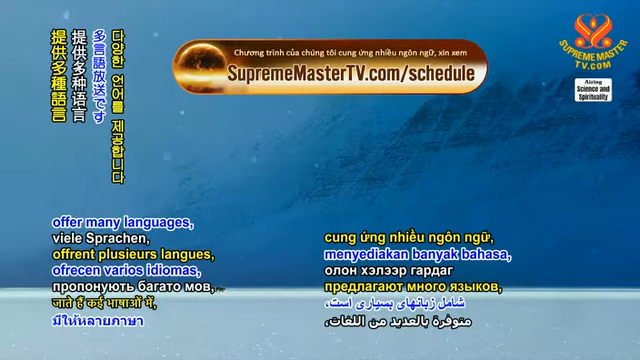 提供多種語言
提供多种语言
多言語放送です
다양한 언어를 제공합니다
Chương trình của chúng tôi cung ứng nhiều ngôn ngữ, xin xem
SupremeMasterTV.com/schedule
SUPREME MASTER
TV.COM
Airing
Science and
Spirituality
offer many languages,
viele Sprachen,
offrent plusieurs langues,
ofrecen varios idiomas,
пропонують багато мов,
जाते हैं कई भाषाओं में,
มีให้หลายภาษา
cung ứng nhiều ngôn ngữ,
menyediakan banyak bahasa,
олон хэлээр гардаг
предлагают много языков,
شامل زبانهای بسیاری است،
متوفرة بالعديد من اللغات،